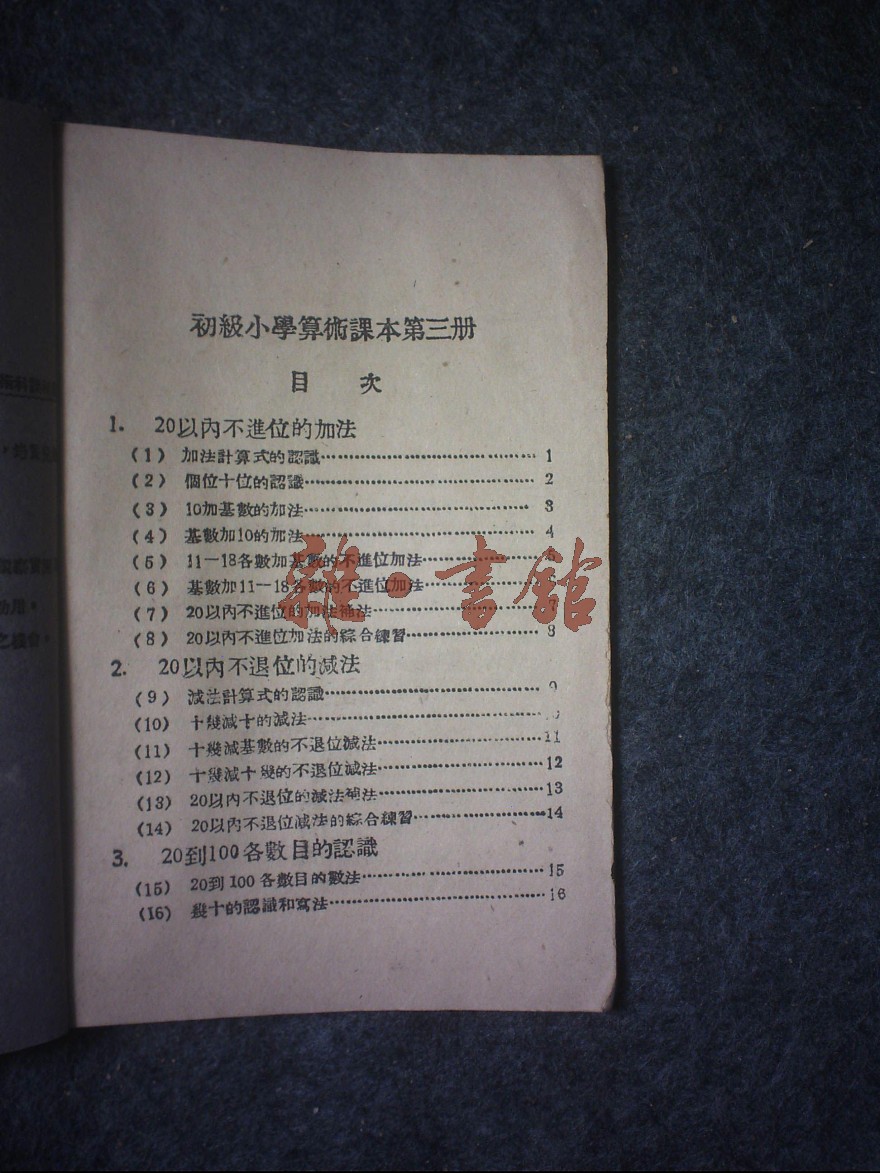 初級小學算術課本第三册
目 次
1. 20以內不進位的加法
(1) 加法計算式的認識…… 1
(2) 個位十位的認識…… 2
(3) 10加基數的加法…… 3
(4) 基數加10的加法…… 4
(5) 11—18各數加基數的不進位加法…… 5
(6) 基數加11—18各數的不進位加法……
(7) 20以內不進位的加法補法…… 7
(8) 20以內不進位加法的綜合練習…… 8
2. 20以內不退位的減法
(9) 減法計算式的認識…… 9
(10) 十幾減十的減法……
(11) 十幾減基數的不退位減法…… 11
(12) 十幾減十幾的不退位減法…… 12
(13) 20以內不退位的減法補法…… 13
(14) 20以內不退位減法的綜合練習…… 14
3. 20到100各數目的認識
(15) 20到100各數目的數法…… 15
(16) 幾十的認識和寫法…… 16
雜·書館